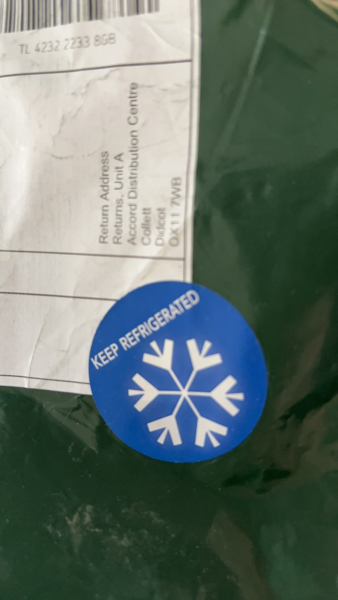 TL 4232 2233 8GB
Return Address
Returns, Unit A
Accord Distribution Centre
Collett
Didcot
OX11 7WB
KEEP REFRIGERATED